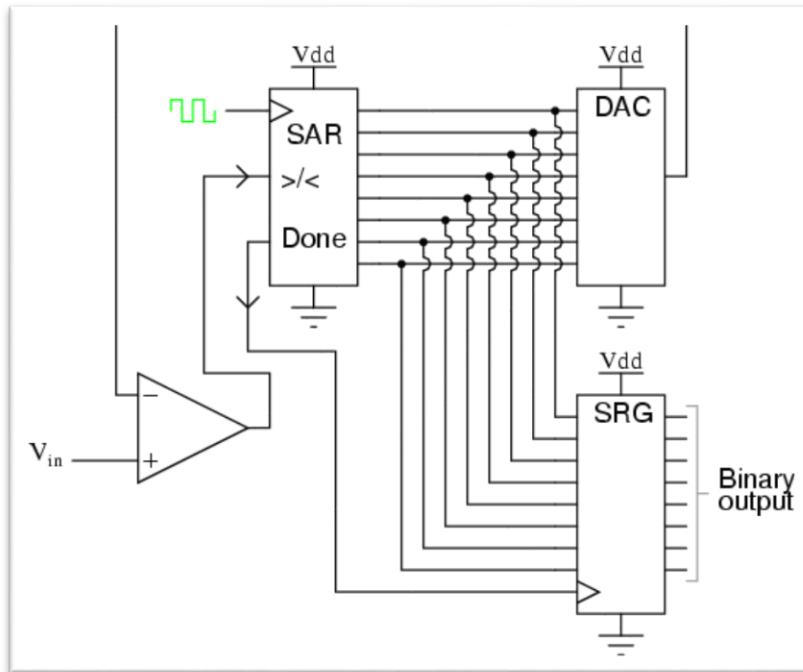 Vdd
Vdd
SAR
DAC
>/<
Done
Vdd
−
SRG
Vin
+
Binary
output